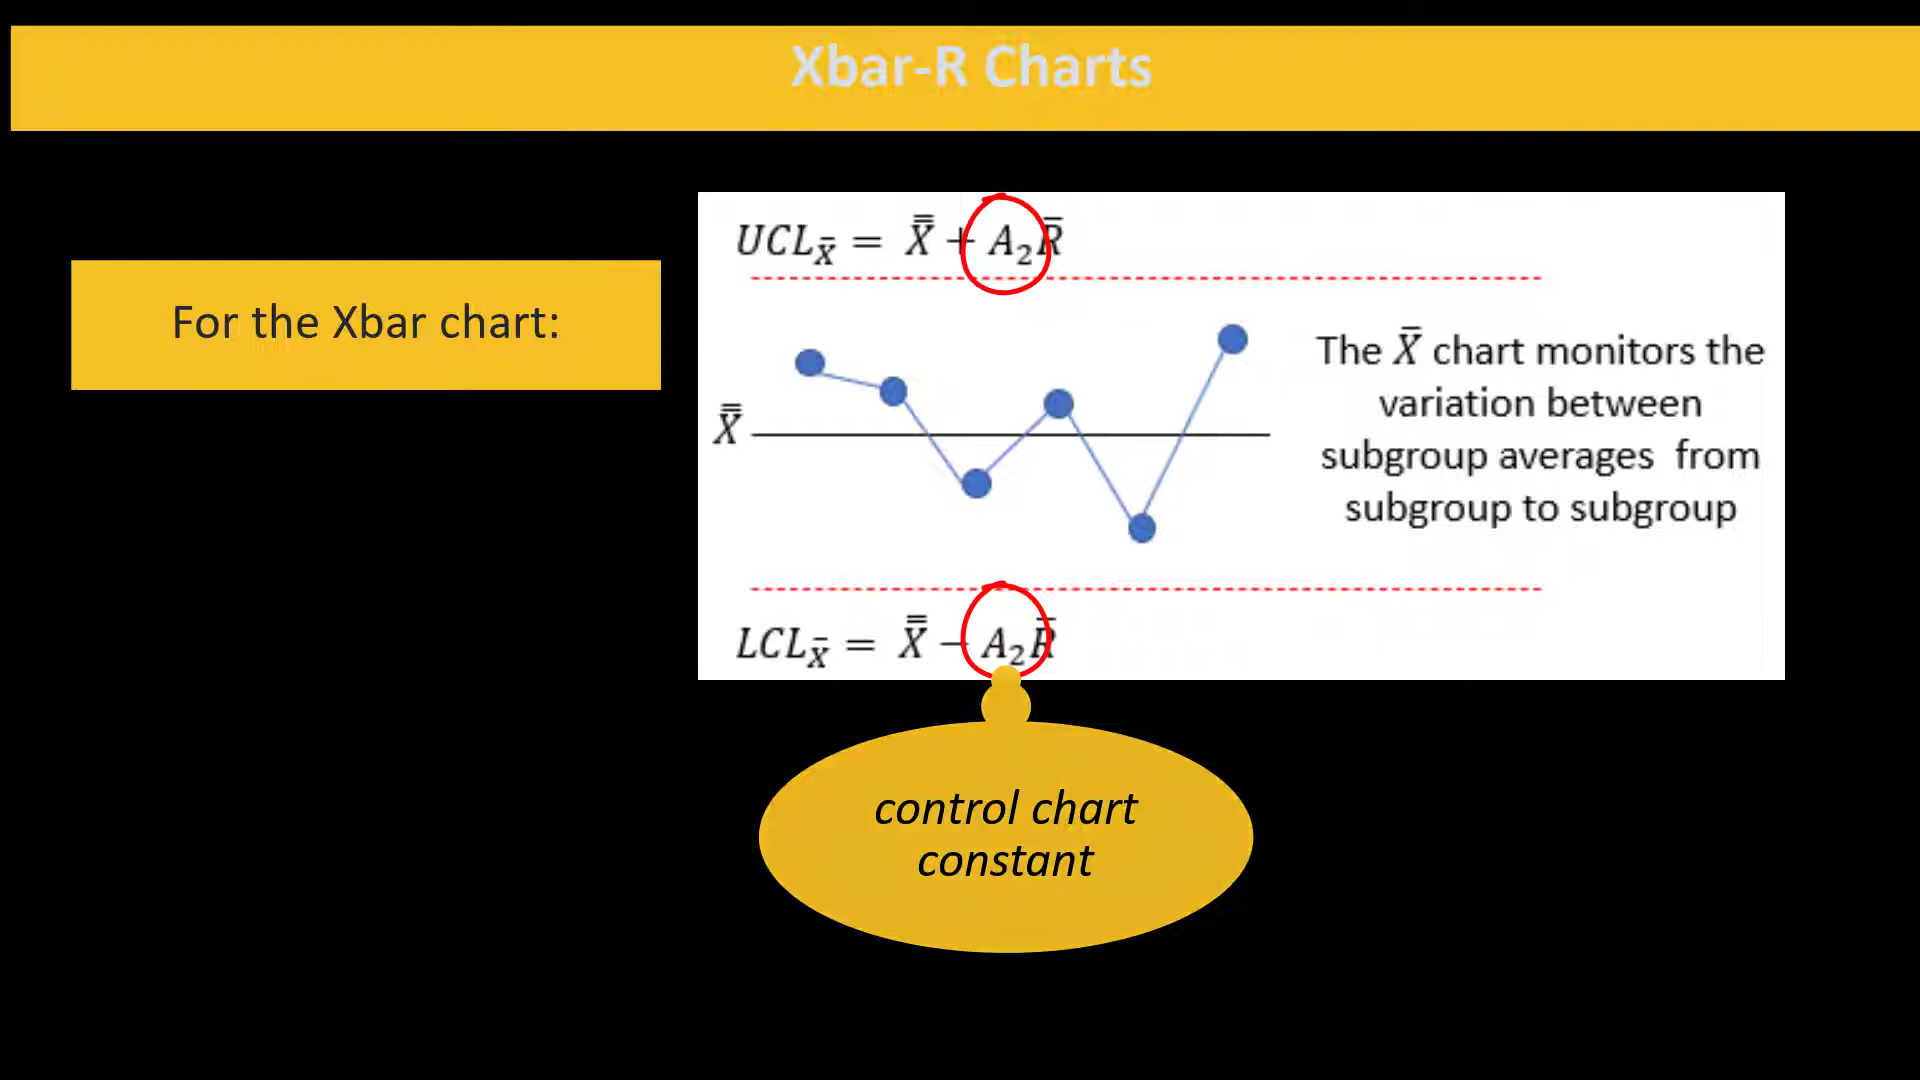 Xbar-R Charts
For the Xbar chart:
UCL_X̄ = X̿ + A₂R̄
The X̄ chart monitors the
variation between
X̿
subgroup averages from
subgroup to subgroup
LCL_X̄ = X̿ − A₂R̄
control chart
constant